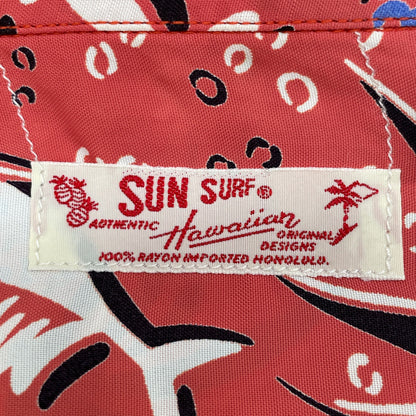 SUN SURF®
AUTHENTIC Hawaiian ORIGINAL
DESIGNS
100% RAYON IMPORTED HONOLULU.